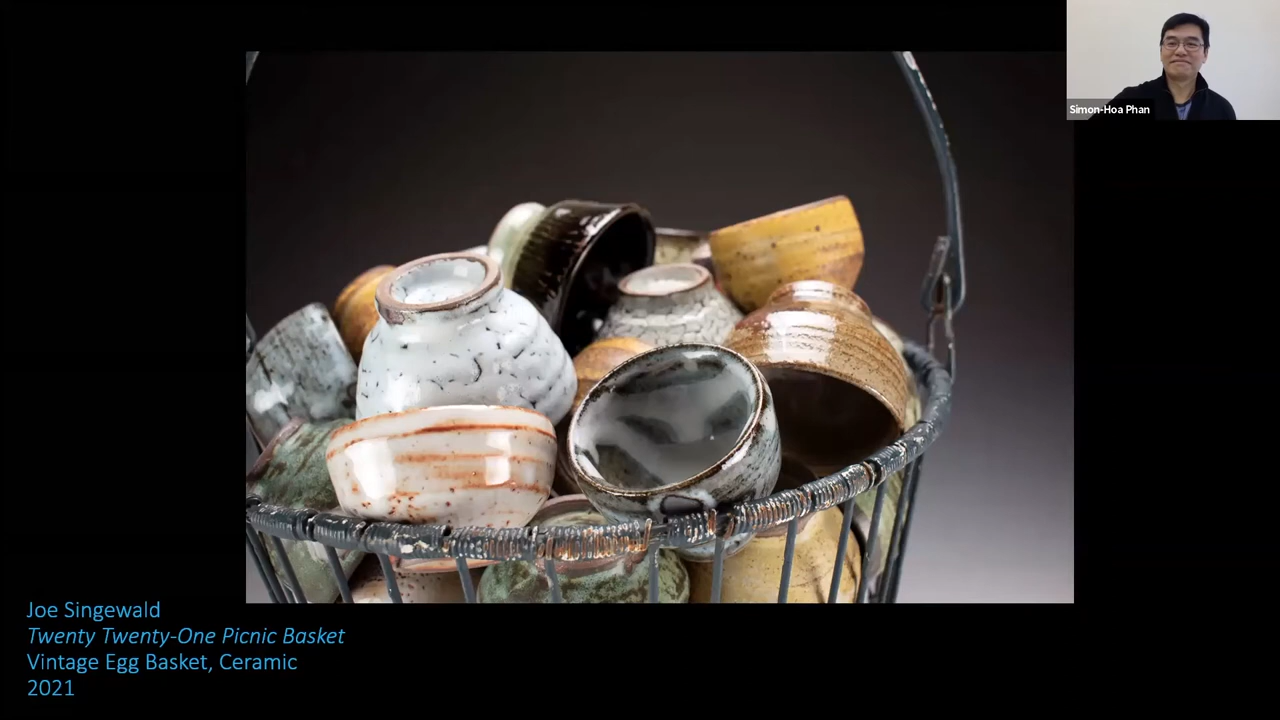 Simon-Hoa Phan
Joe Singewald
Twenty Twenty-One Picnic Basket
Vintage Egg Basket, Ceramic
2021